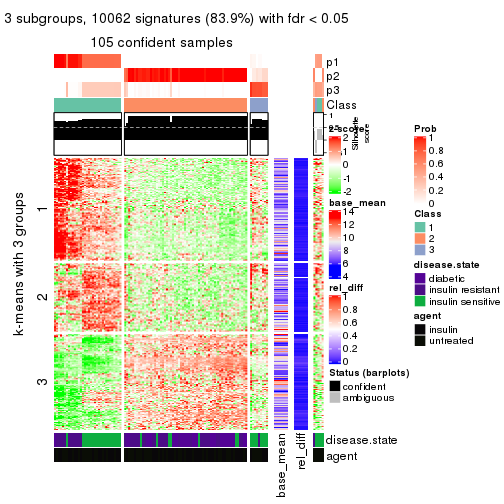 3 subgroups, 10062 signatures (83.9%) with fdr < 0.05
105 confident samples
p1
p2
p3
Class
1
0.5
0
Silhouette
score
k-means with 3 groups
1
2
3
disease.state
agent
base_mean
rel_diff
z-score
2
1
0
-1
-2
base_mean
14
12
10
8
6
4
rel_diff
1
0.8
0.6
0.4
0.2
0
Status (barplots)
confident
ambiguous
Prob
1
0.8
0.6
0.4
0.2
0
Class
1
2
3
disease.state
diabetic
insulin resistant
insulin sensitive
agent
insulin
untreated